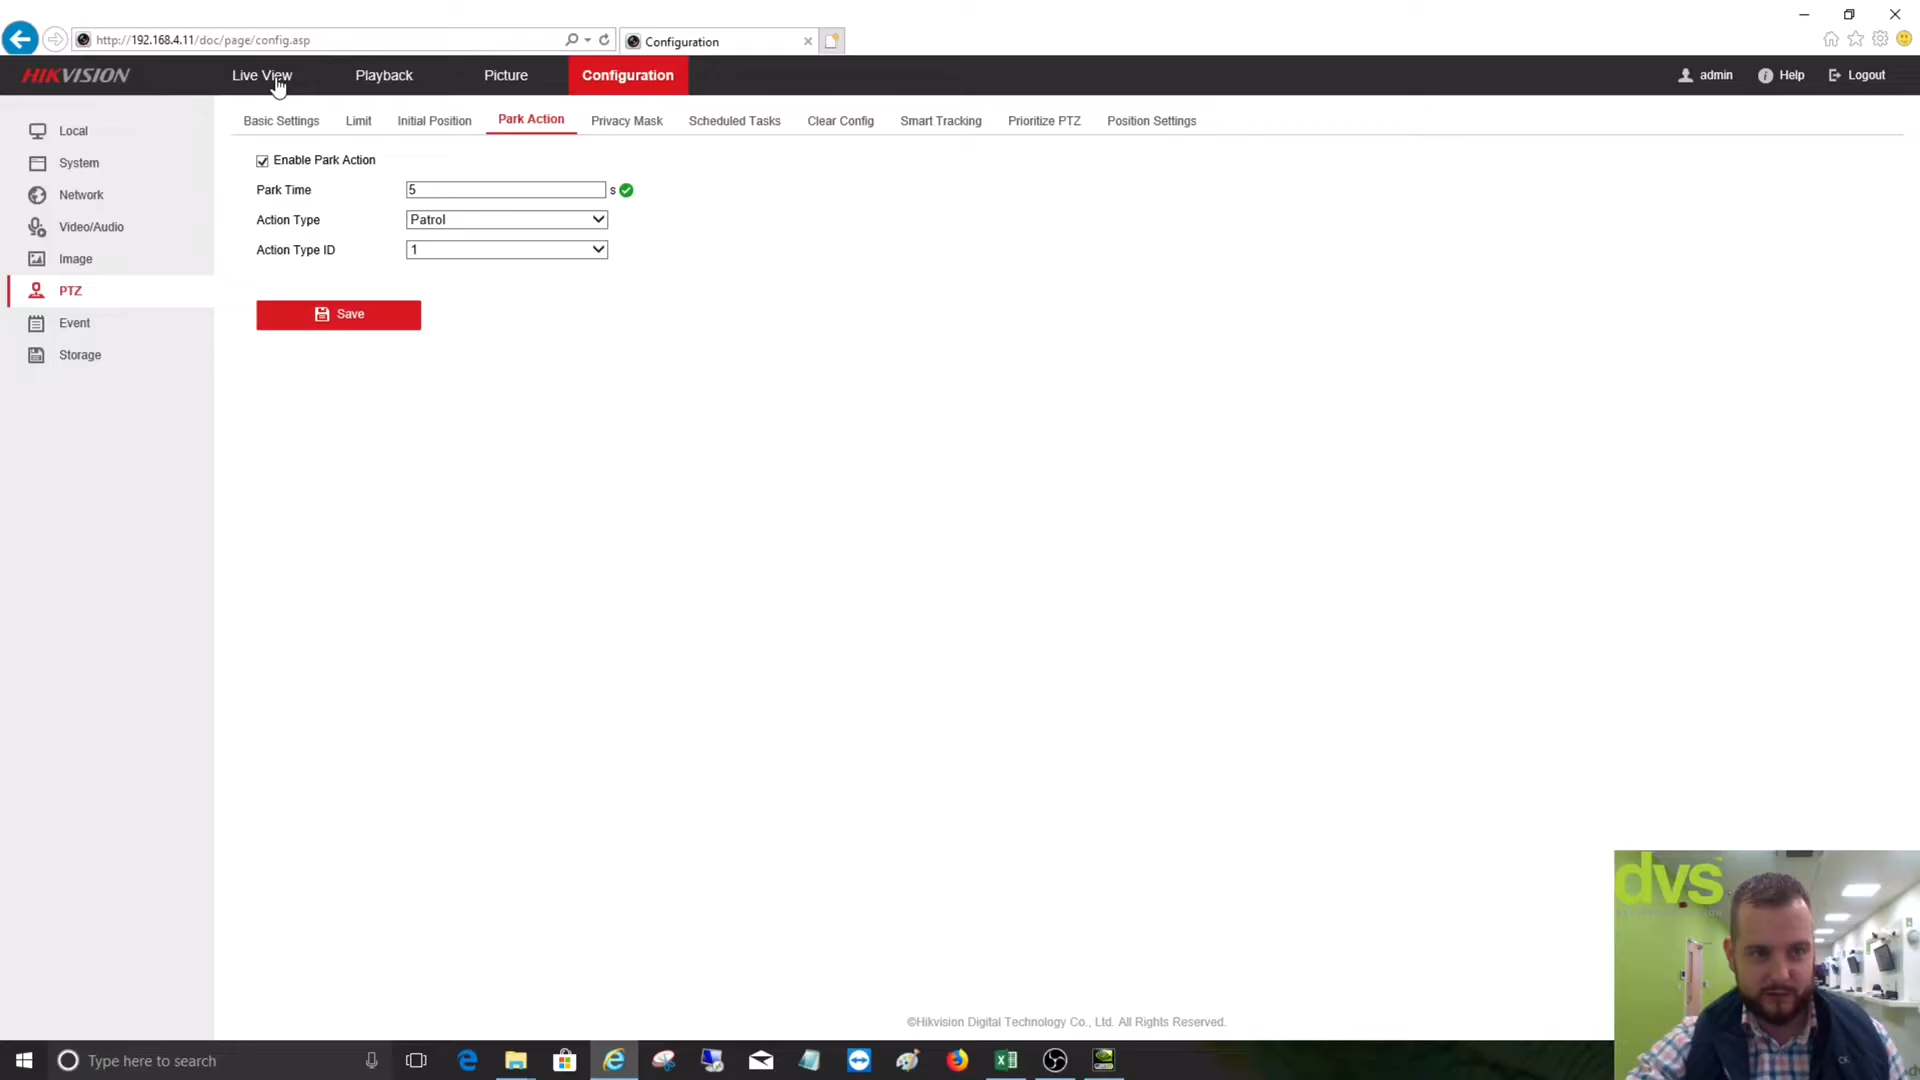 http://192.168.4.11/doc/page/config.asp
Configuration
HIKVISION
Live View
Playback
Picture
Configuration
admin
Help
Logout
Local
System
Network
Video/Audio
Image
PTZ
Event
Storage
Basic Settings
Limit
Initial Position
Park Action
Privacy Mask
Scheduled Tasks
Clear Config
Smart Tracking
Prioritize PTZ
Position Settings
Enable Park Action
Park Time
5
s
Action Type
Patrol
Action Type ID
1
Save
©Hikvision Digital Technology Co., Ltd. All Rights Reserved.
dvs
CK
Type here to search